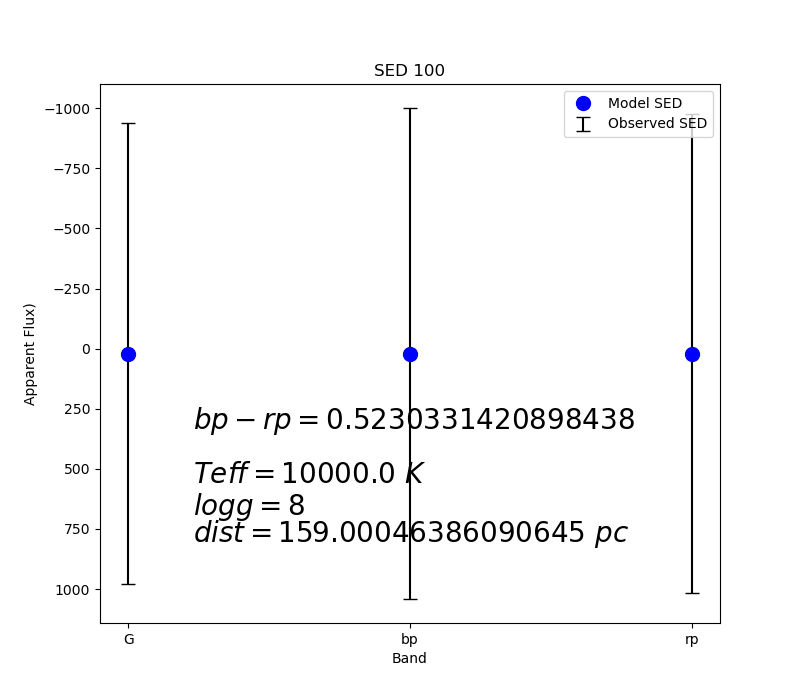 SED 100
Model SED
Observed SED
−1000
−750
−500
−250
0
250
500
750
1000
Apparent Flux)
bp − rp = 0.5230331420898438
Teff = 10000.0 K
logg = 8
dist = 159.00046386090645 pc
G
bp
rp
Band